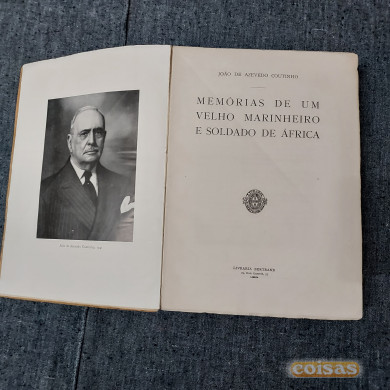 JOÃO DE AZEVEDO COUTINHO
MEMÓRIAS DE UM
VELHO MARINHEIRO
E SOLDADO DE ÁFRICA
LIVRARIA BERTRAND
coisas